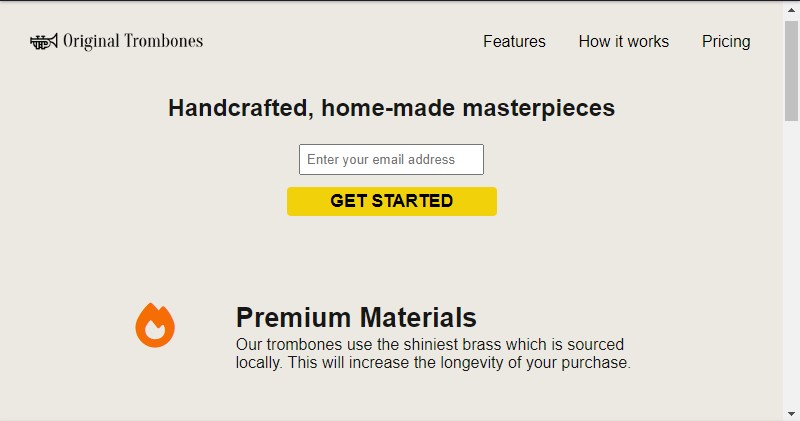 Original Trombones
Features
How it works
Pricing
Handcrafted, home-made masterpieces
Enter your email address
GET STARTED
Premium Materials
Our trombones use the shiniest brass which is sourced
locally. This will increase the longevity of your purchase.